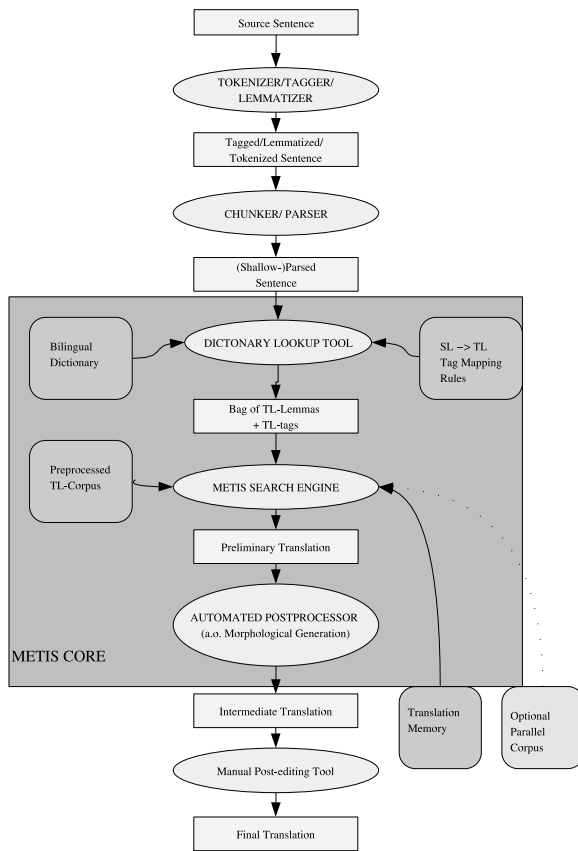 Source Sentence
TOKENIZER/TAGGER/
LEMMATIZER
Tagged/Lemmatized/
Tokenized Sentence
CHUNKER/ PARSER
(Shallow-)Parsed
Sentence
Bilingual
Dictionary
DICTONARY LOOKUP TOOL
SL −> TL
Tag Mapping
Rules
Bag of TL-Lemmas
+ TL-tags
Preprocessed
TL-Corpus
METIS SEARCH ENGINE
Preliminary Translation
AUTOMATED POSTPROCESSOR
(a.o. Morphological Generation)
METIS CORE
Intermediate Translation
Translation
Memory
Optional
Parallel
Corpus
Manual Post-editing Tool
Final Translation